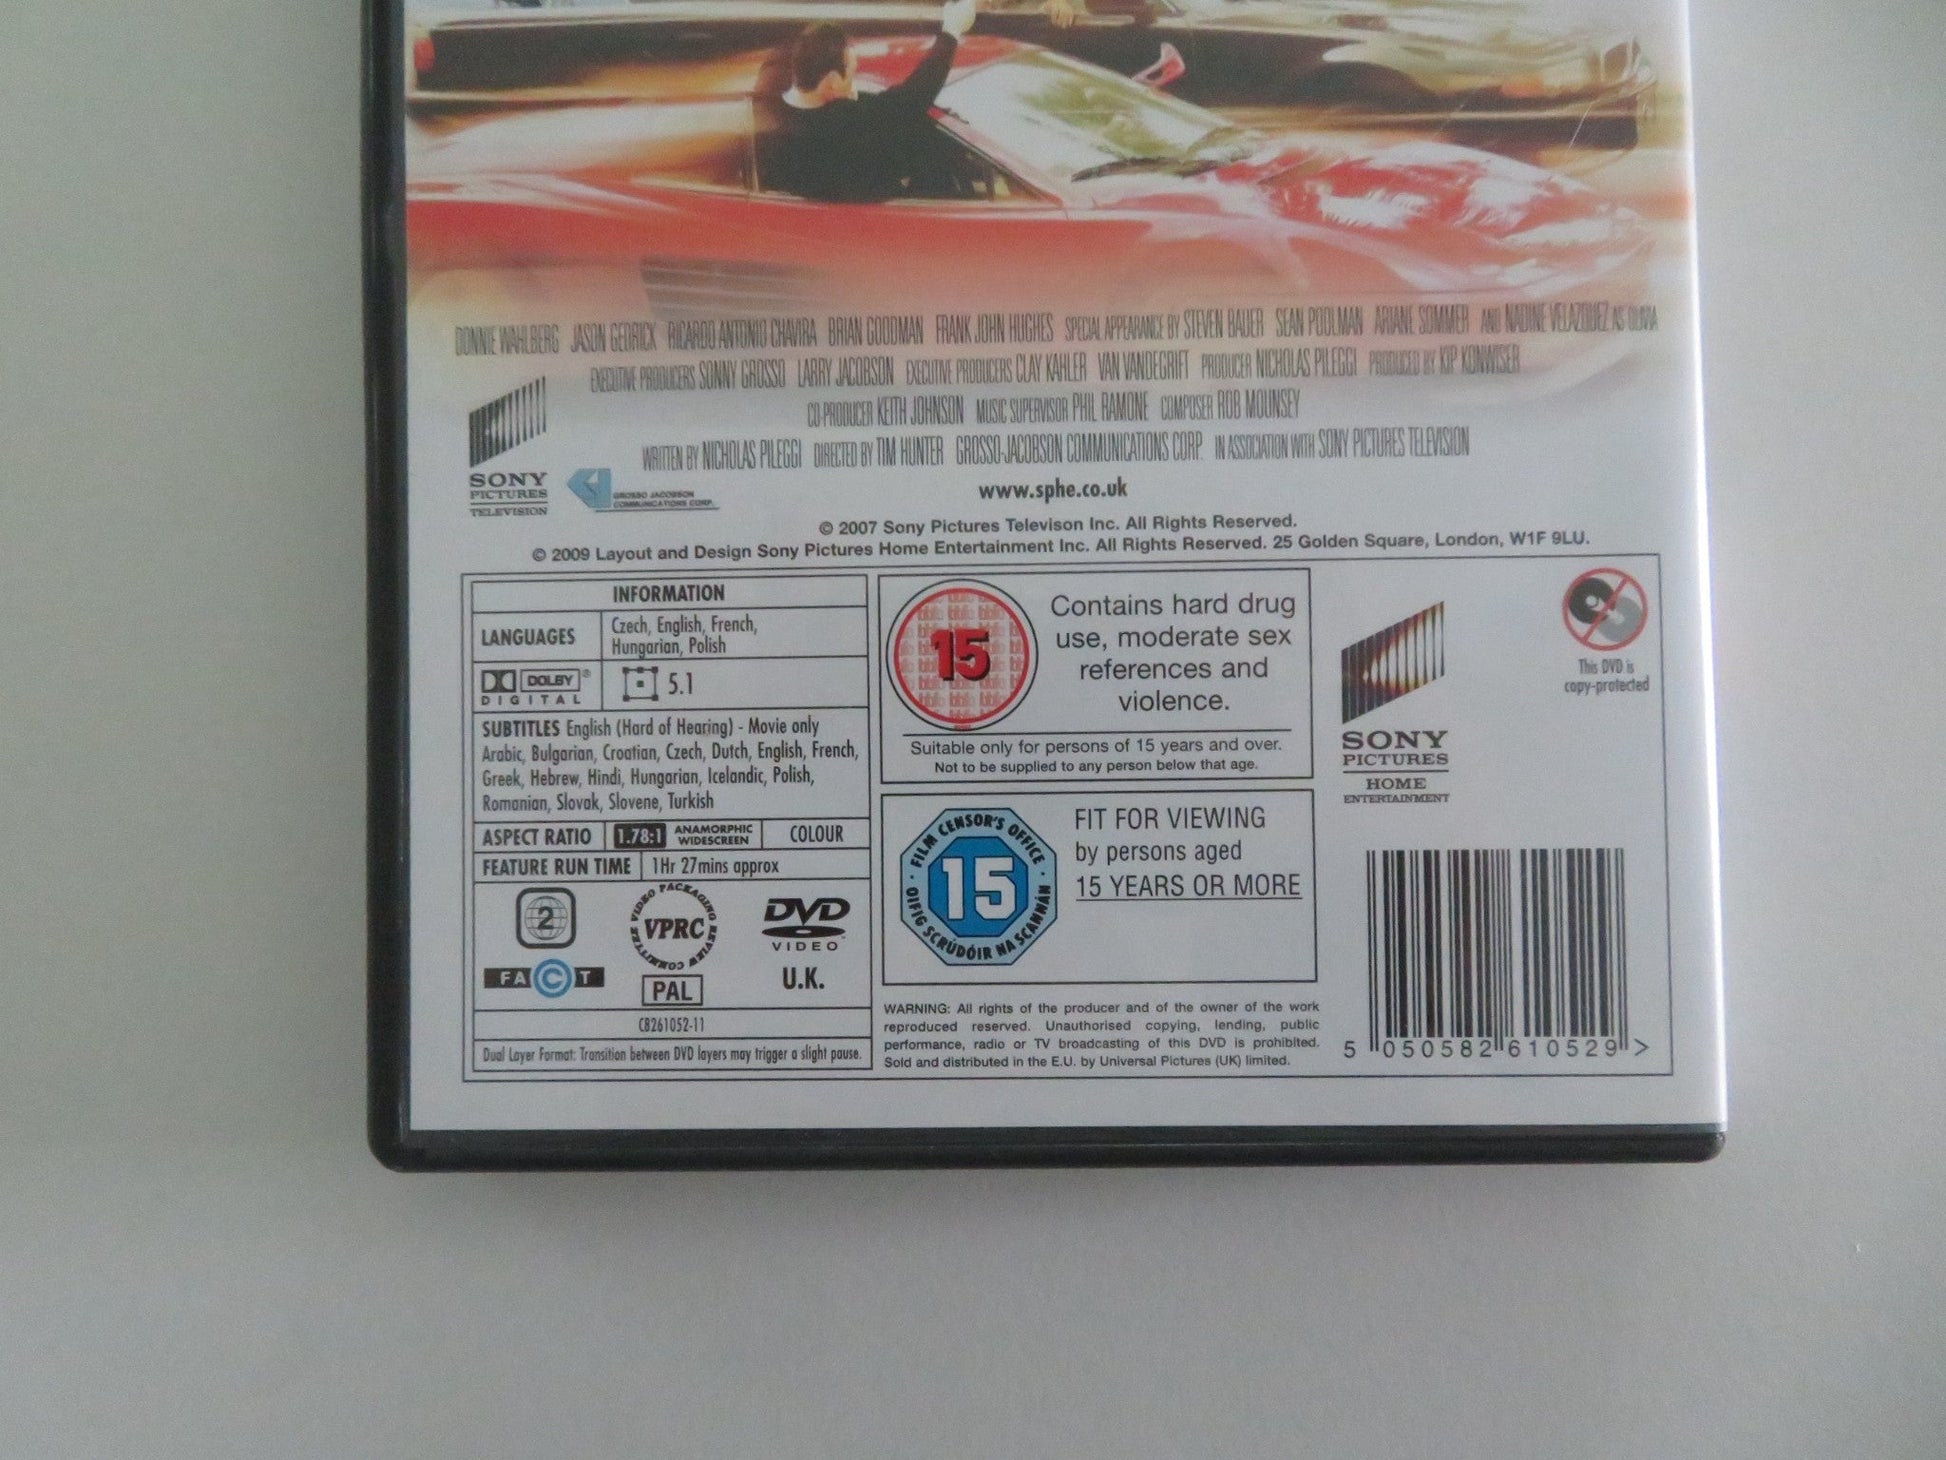 DONNIE WAHLBERG JASON GEDRICK RICARDO ANTONIO CHAVIRA BRIAN GOODMAN FRANK JOHN HUGHES SPECIAL APPEARANCE BY STEVEN BAUER SEAN POOLMAN ARIANE SOMMER AND NADINE VELAZQUEZ AS OLIVIA
EXECUTIVE PRODUCERS SONNY GROSSO LARRY JACOBSON EXECUTIVE PRODUCERS CLAY KAHLER VAN VANDEGRIFT PRODUCER NICHOLAS PILEGGI PRODUCED BY KIP KONWISER
CO-PRODUCER KEITH JOHNSON MUSIC SUPERVISOR PHIL RAMONE COMPOSER ROB MOUNSEY
WRITTEN BY NICHOLAS PILEGGI DIRECTED BY TIM HUNTER GROSSO-JACOBSON COMMUNICATIONS CORP. IN ASSOCIATION WITH SONY PICTURES TELEVISION
SONY
PICTURES
TELEVISION
GROSSO JACOBSON
COMMUNICATIONS CORP.
www.sphe.co.uk
© 2007 Sony Pictures Televison Inc. All Rights Reserved.
© 2009 Layout and Design Sony Pictures Home Entertainment Inc. All Rights Reserved. 25 Golden Square, London, W1F 9LU.
INFORMATION
LANGUAGES
Czech, English, French,
Hungarian, Polish
DOLBY®
DIGITAL
5.1
SUBTITLES English (Hard of Hearing) - Movie only
Arabic, Bulgarian, Croatian, Czech, Dutch, English, French,
Greek, Hebrew, Hindi, Hungarian, Icelandic, Polish,
Romanian, Slovak, Slovene, Turkish
ASPECT RATIO 1.78:1 ANAMORPHIC
WIDESCREEN
COLOUR
FEATURE RUN TIME 1Hr 27mins approx
2
VIDEO PACKAGING REVIEW COMMITTEE
VPRC
DVD
VIDEO™
FACT
PAL
U.K.
CB261052-11
Dual Layer Format: Transition between DVD layers may trigger a slight pause.
15
Contains hard drug
use, moderate sex
references and
violence.
Suitable only for persons of 15 years and over.
Not to be supplied to any person below that age.
· FILM CENSOR'S OFFICE ·
15
OIFIG SCRÚDÓIR NA SCANNÁN
FIT FOR VIEWING
by persons aged
15 YEARS OR MORE
WARNING: All rights of the producer and of the owner of the work
reproduced reserved. Unauthorised copying, lending, public
performance, radio or TV broadcasting of this DVD is prohibited.
Sold and distributed in the E.U. by Universal Pictures (UK) limited.
SONY
PICTURES
HOME
ENTERTAINMENT
This DVD is
copy-protected
5 050582 610529 >